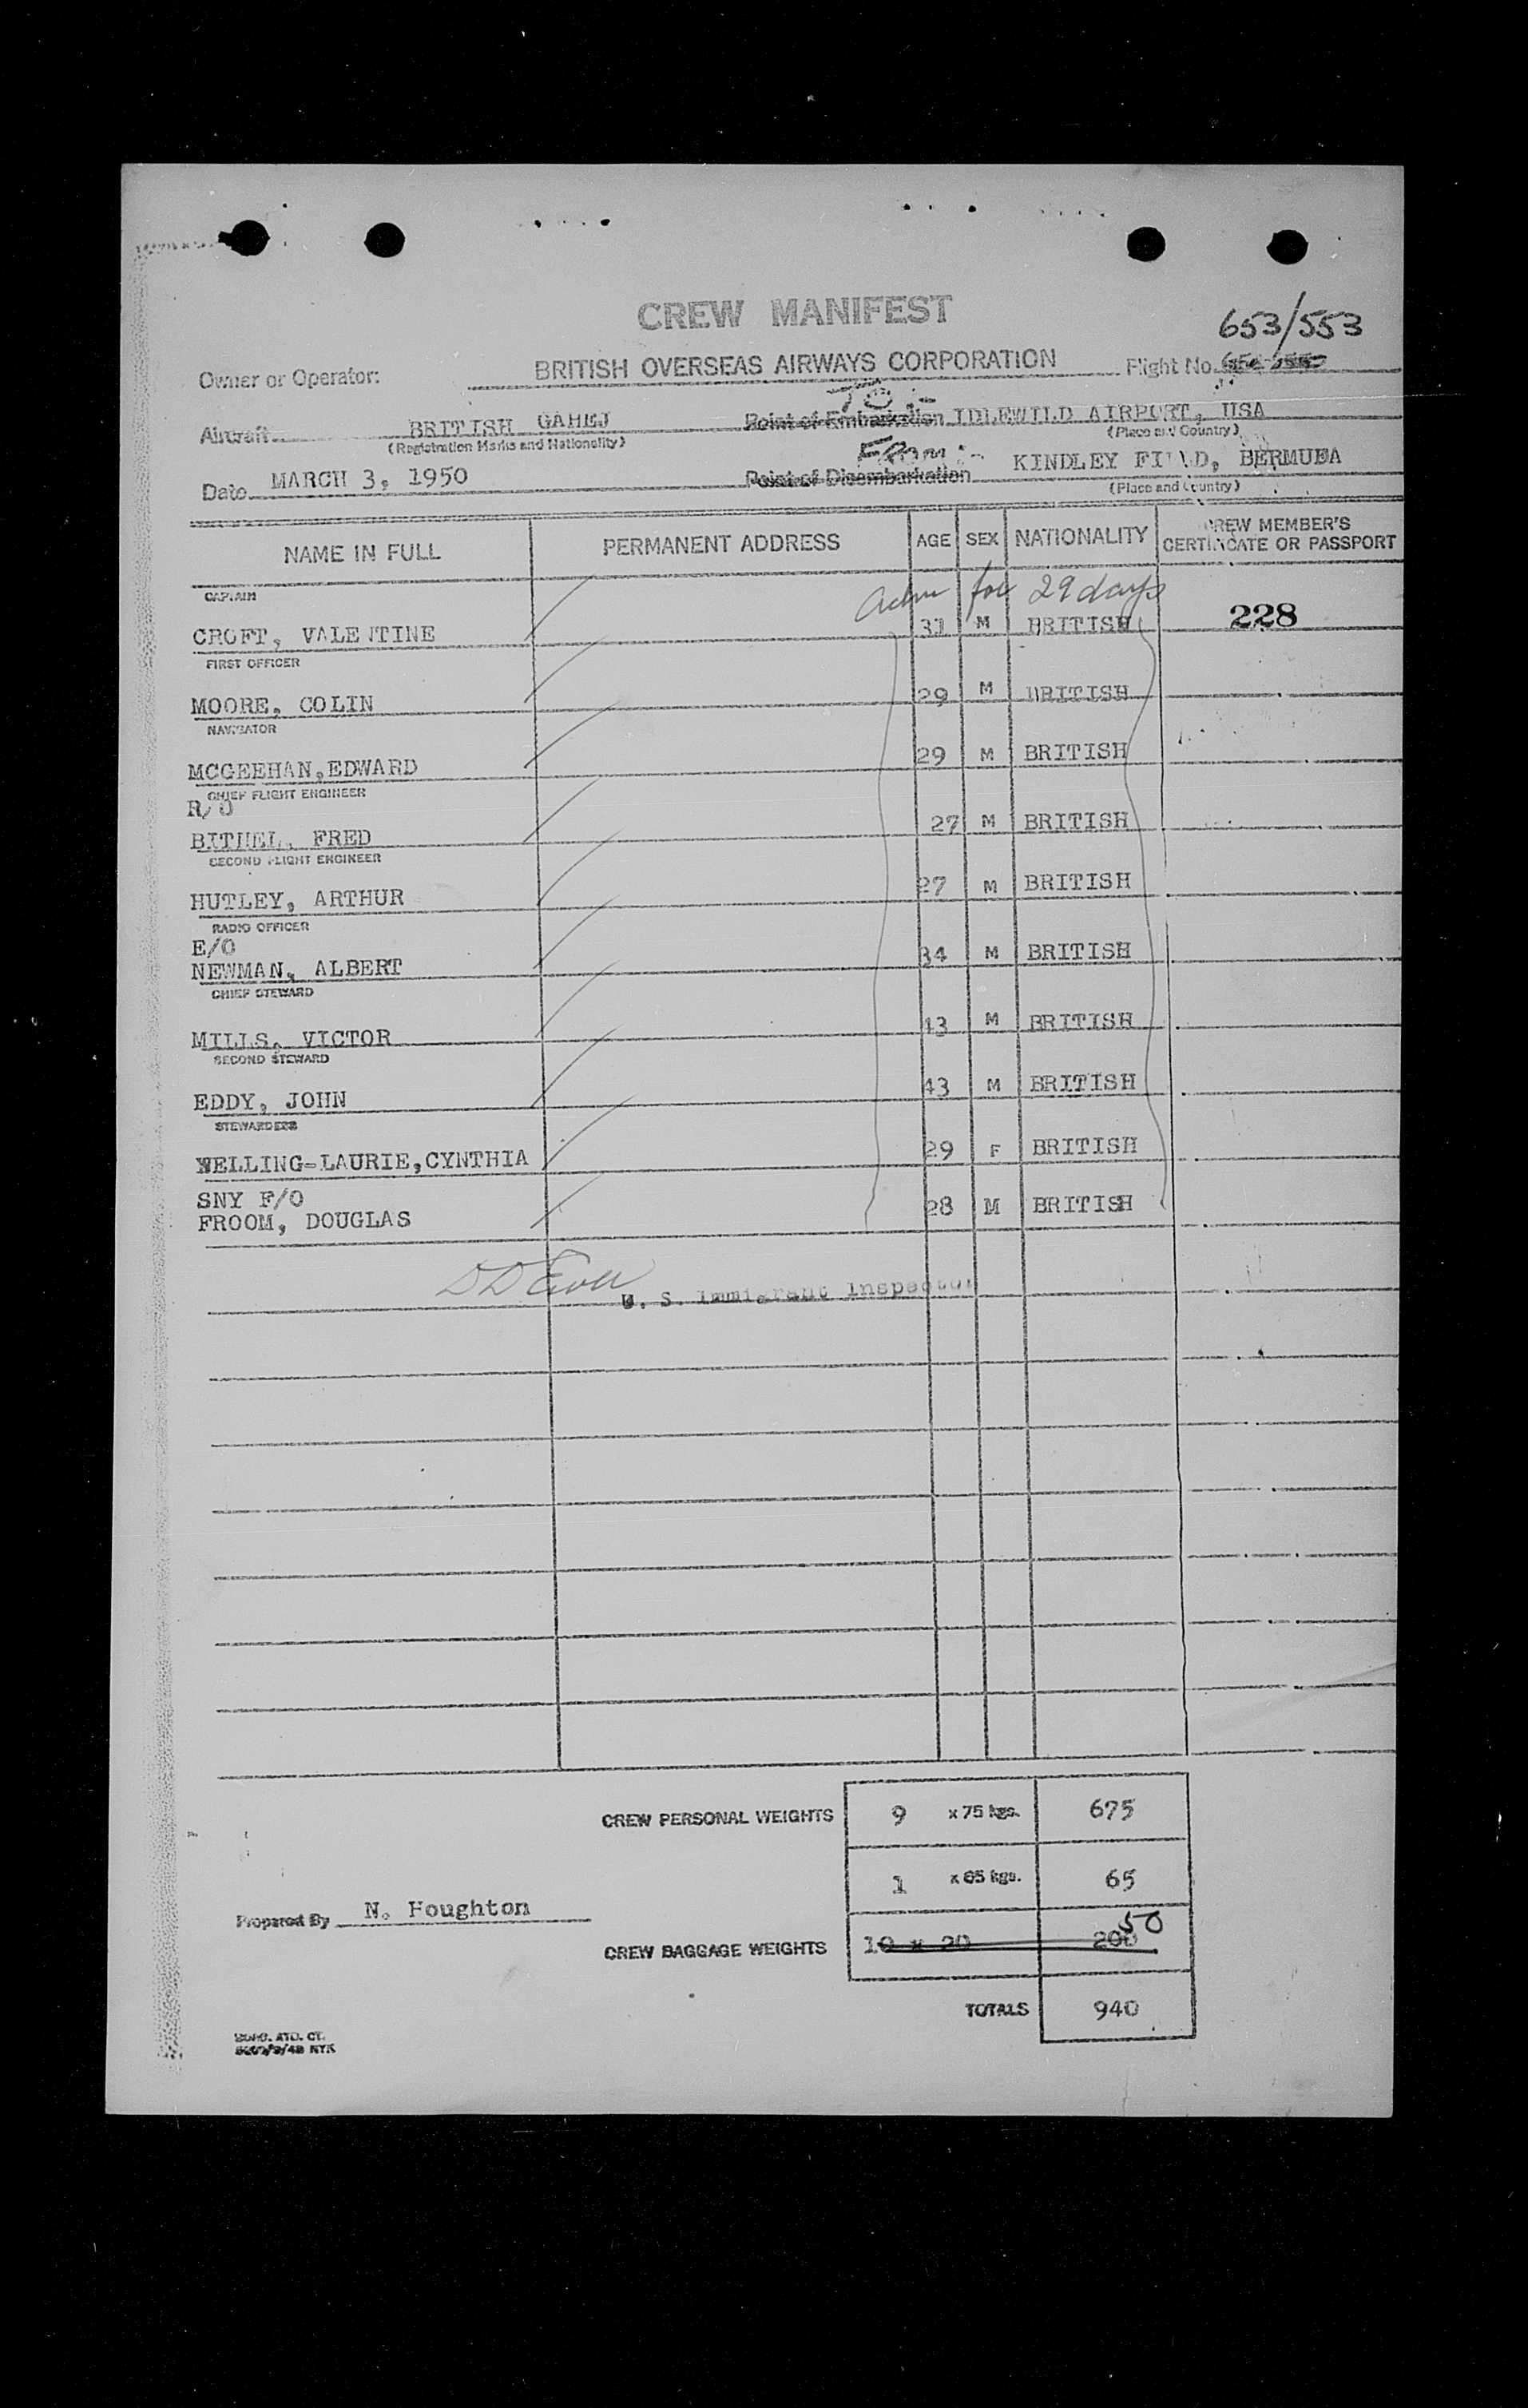 CREW MANIFEST
653/553
Owner or Operator: BRITISH OVERSEAS AIRWAYS CORPORATION Flight No.
TO :-
Aircraft BRITISH GAHEJ Point of Embarkation IDLEWILD AIRPORT, USA
(Registration Marks and Nationality) (Place and Country)
From :-
Date MARCH 3, 1950 Point of Disembarkation KINDLEY FIELD, BERMUDA
(Place and Country)
NAME IN FULL PERMANENT ADDRESS AGE SEX NATIONALITY CREW MEMBER'S CERTIFICATE OR PASSPORT
CAPTAIN
Adm for 29 days
CROFT, VALENTINE 31 M BRITISH 228
FIRST OFFICER
MOORE, COLIN 29 M BRITISH
NAVIGATOR
MCGEEHAN,EDWARD 29 M BRITISH
CHIEF FLIGHT ENGINEER
R/O
BITHEL, FRED 27 M BRITISH
SECOND FLIGHT ENGINEER
HUTLEY, ARTHUR 27 M BRITISH
RADIO OFFICER
E/O
NEWMAN, ALBERT 34 M BRITISH
CHIEF STEWARD
MILLS, VICTOR 43 M BRITISH
SECOND STEWARD
EDDY, JOHN 43 M BRITISH
STEWARDESS
WELLING-LAURIE,CYNTHIA 29 F BRITISH
SNY F/O
FROOM, DOUGLAS 28 M BRITISH
U. S. Immigrant Inspector
CREW PERSONAL WEIGHTS 9 x 75 kgs. 675
1 x 65 kgs. 65
Prepared By N. Houghton
50
CREW BAGGAGE WEIGHTS 10 x 20 200
TOTALS 940